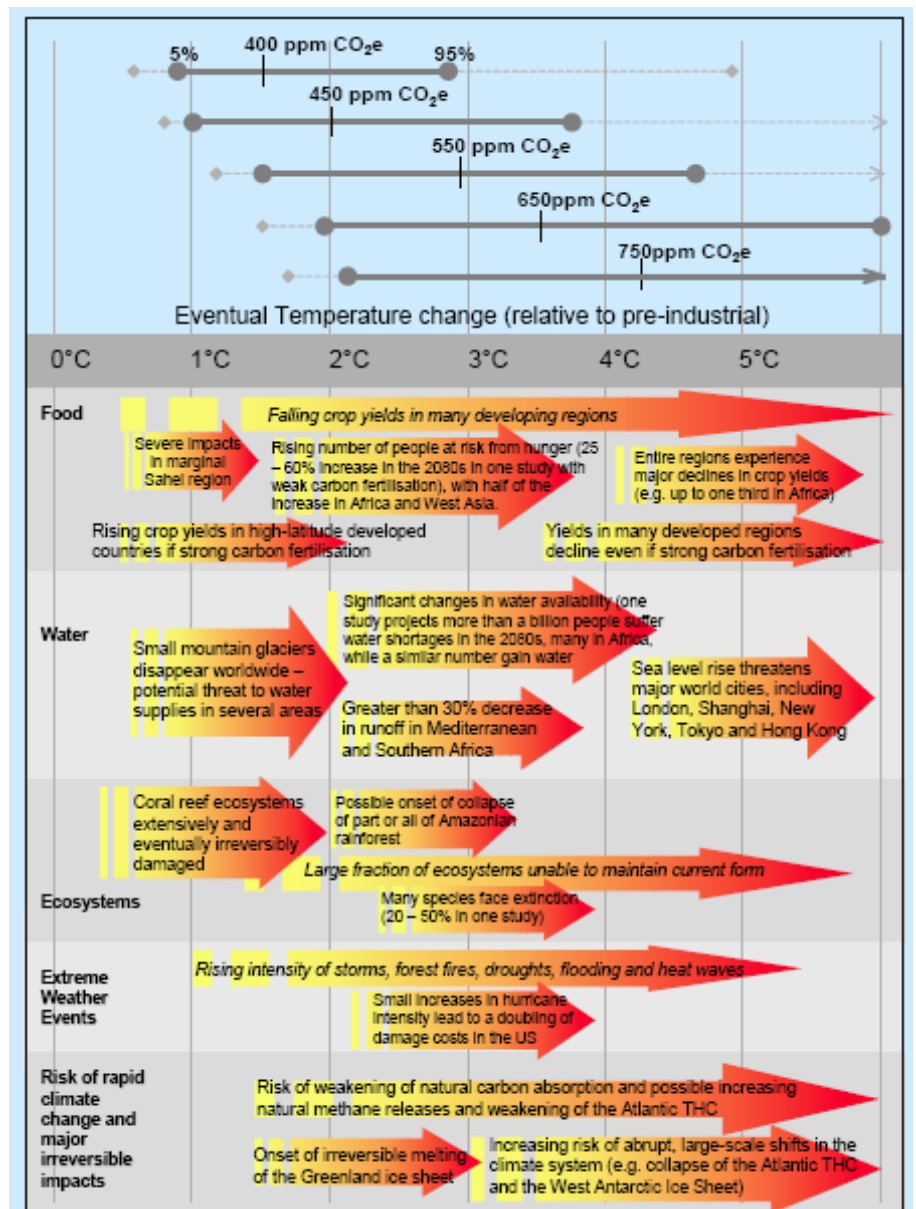 5%
400 ppm CO₂e
95%
450 ppm CO₂e
550 ppm CO₂e
650ppm CO₂e
750ppm CO₂e
Eventual Temperature change (relative to pre-industrial)
0°C 1°C 2°C 3°C 4°C 5°C
Food
Falling crop yields in many developing regions
Severe impacts
in marginal
Sahel region
Rising number of people at risk from hunger (25
– 60% increase in the 2080s in one study with
weak carbon fertilisation), with half of the
increase in Africa and West Asia.
Entire regions experience
major declines in crop yields
(e.g. up to one third in Africa)
Rising crop yields in high-latitude developed
countries if strong carbon fertilisation
Yields in many developed regions
decline even if strong carbon fertilisation
Water
Small mountain glaciers
disappear worldwide –
potential threat to water
supplies in several areas
Significant changes in water availability (one
study projects more than a billion people suffer
water shortages in the 2080s, many in Africa,
while a similar number gain water
Greater than 30% decrease
in runoff in Mediterranean
and Southern Africa
Sea level rise threatens
major world cities, including
London, Shanghai, New
York, Tokyo and Hong Kong
Ecosystems
Coral reef ecosystems
extensively and
eventually irreversibly
damaged
Possible onset of collapse
of part or all of Amazonian
rainforest
Large fraction of ecosystems unable to maintain current form
Many species face extinction
(20 – 50% in one study)
Extreme
Weather
Events
Rising intensity of storms, forest fires, droughts, flooding and heat waves
Small increases in hurricane
intensity lead to a doubling of
damage costs in the US
Risk of rapid
climate
change and
major
irreversible
impacts
Risk of weakening of natural carbon absorption and possible increasing
natural methane releases and weakening of the Atlantic THC
Onset of irreversible melting
of the Greenland ice sheet
Increasing risk of abrupt, large-scale shifts in the
climate system (e.g. collapse of the Atlantic THC
and the West Antarctic Ice Sheet)